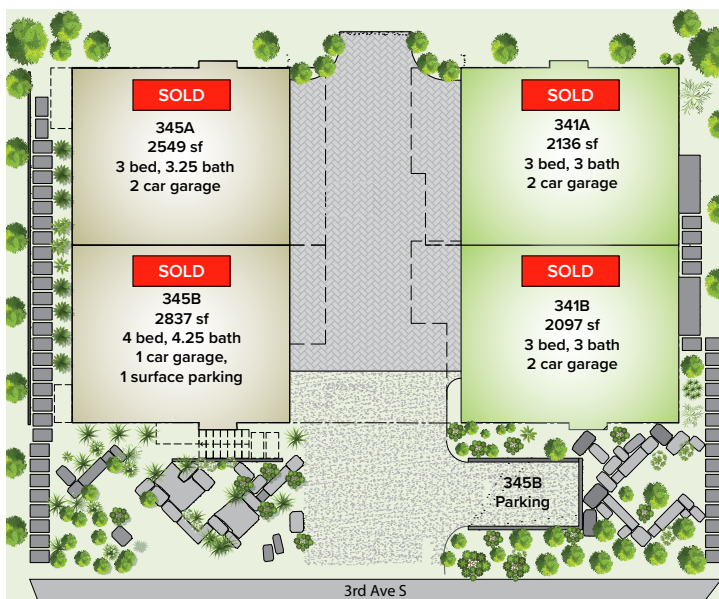 SOLD
345A
2549 sf
3 bed, 3.25 bath
2 car garage
SOLD
341A
2136 sf
3 bed, 3 bath
2 car garage
SOLD
345B
2837 sf
4 bed, 4.25 bath
1 car garage,
1 surface parking
SOLD
341B
2097 sf
3 bed, 3 bath
2 car garage
345B
Parking
3rd Ave S